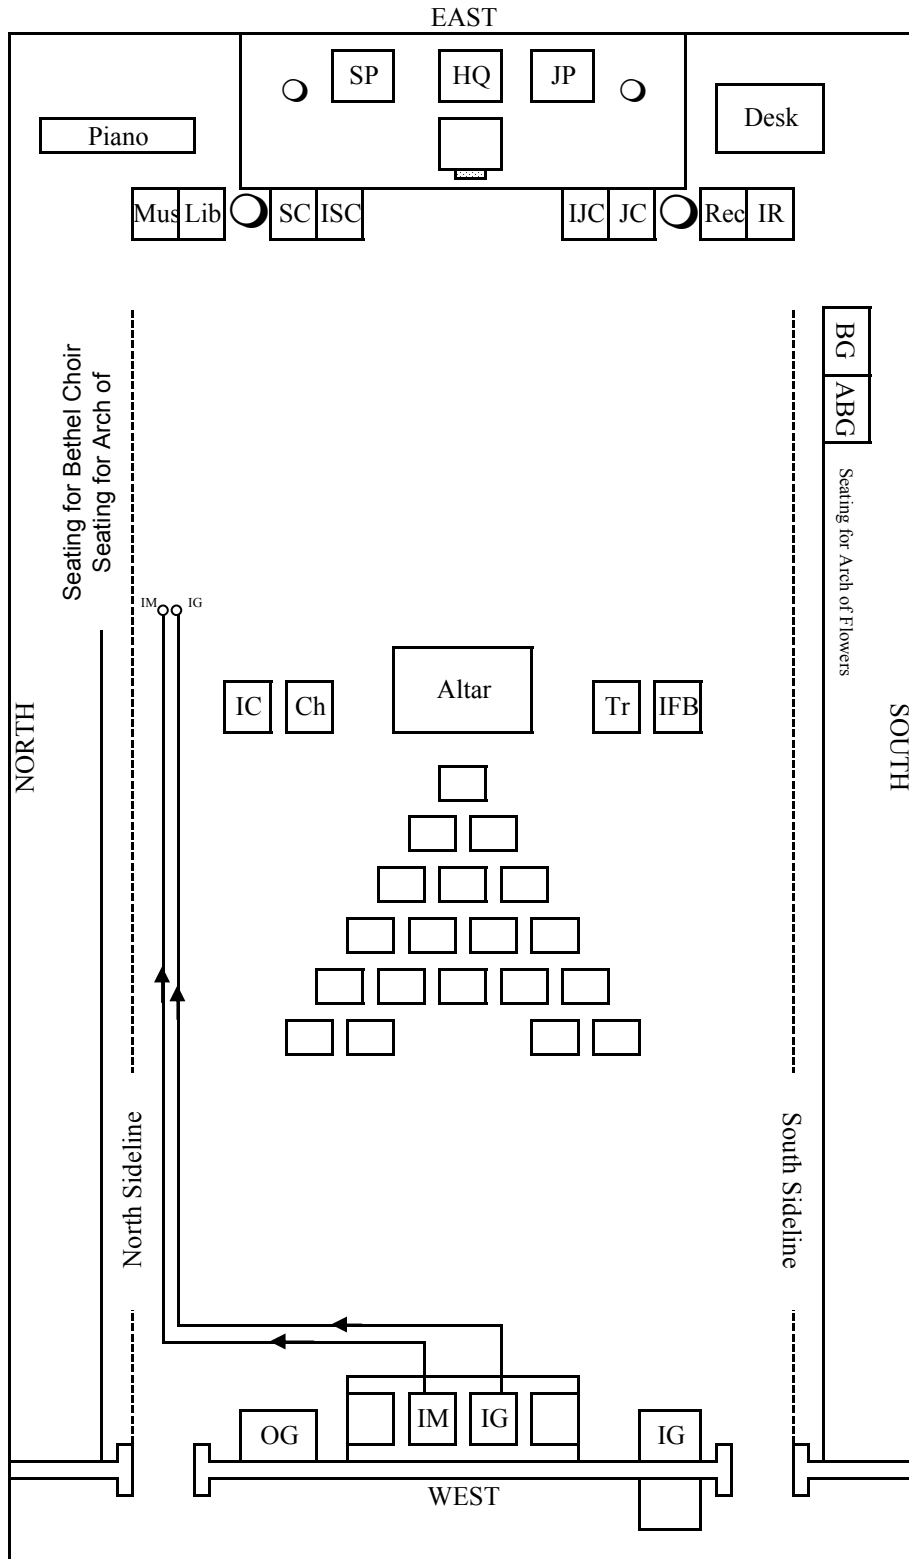 EAST
SP
HQ
JP
Desk
Piano
Mus
Lib
SC
ISC
IJC
JC
Rec
IR
BG
ABG
Seating for Bethel Choir
Seating for Arch of
Seating for Arch of Flowers
IM
IG
IC
Ch
Altar
Tr
IFB
NORTH
SOUTH
North Sideline
South Sideline
OG
IM
IG
IG
WEST